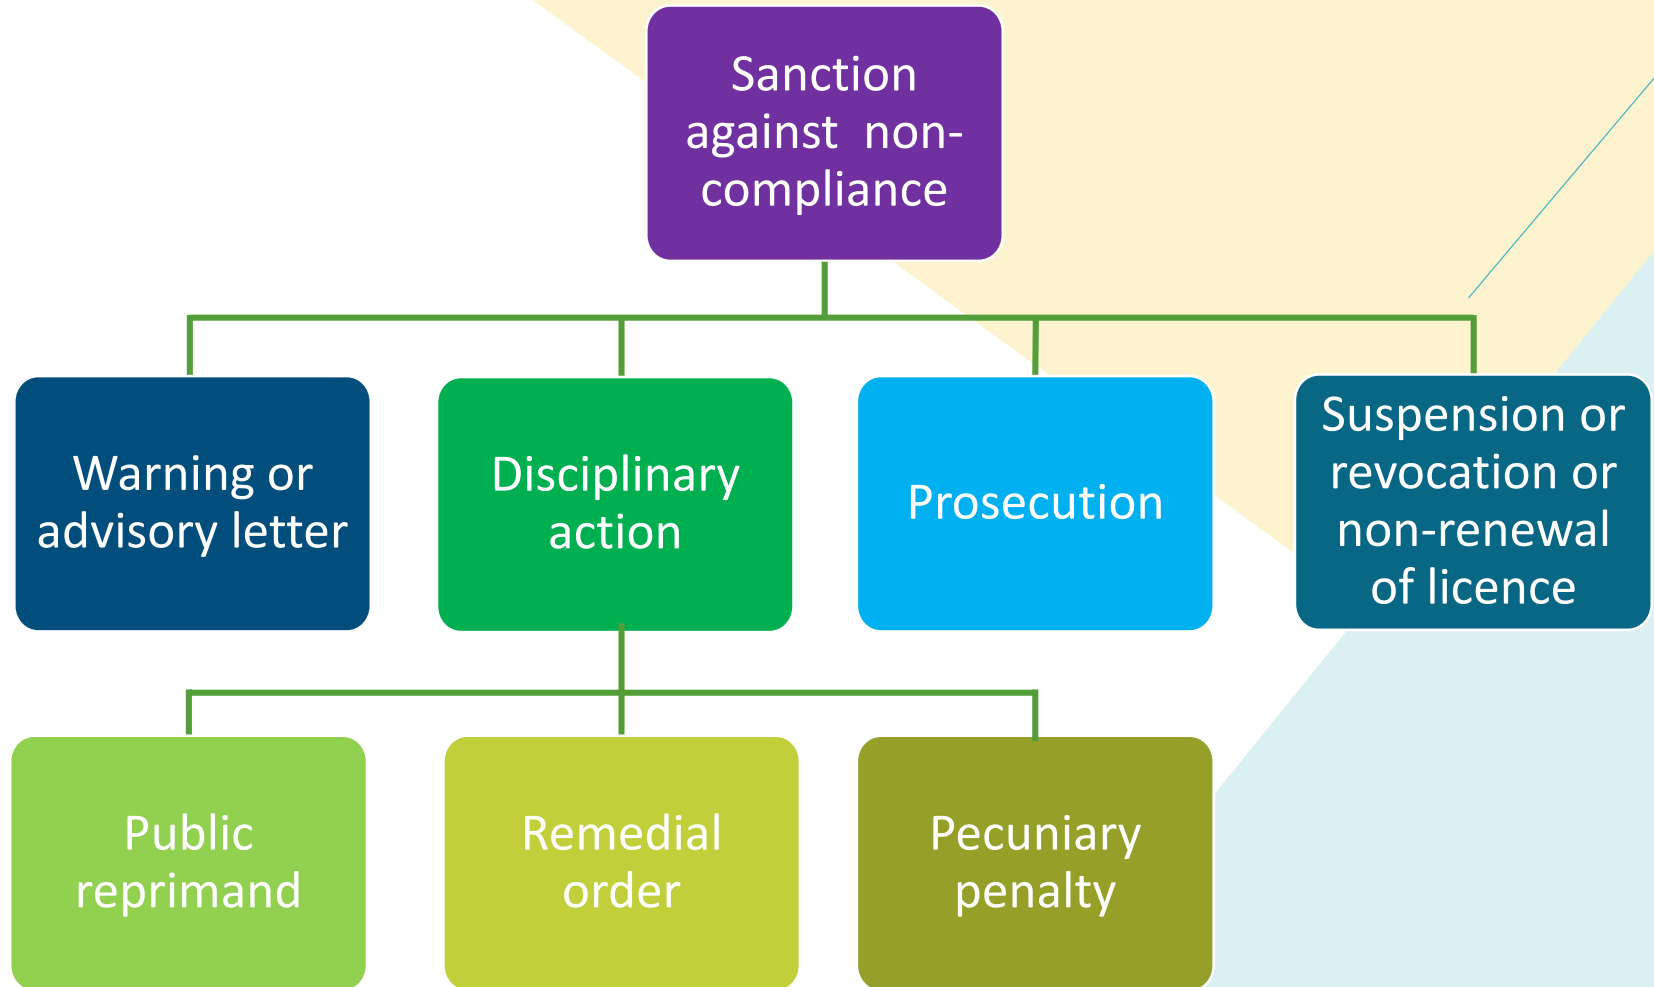 Sanction
against  non-
compliance
Warning or
advisory letter
Disciplinary
action
Prosecution
Suspension or
revocation or
non-renewal
of licence
Public
reprimand
Remedial
order
Pecuniary
penalty